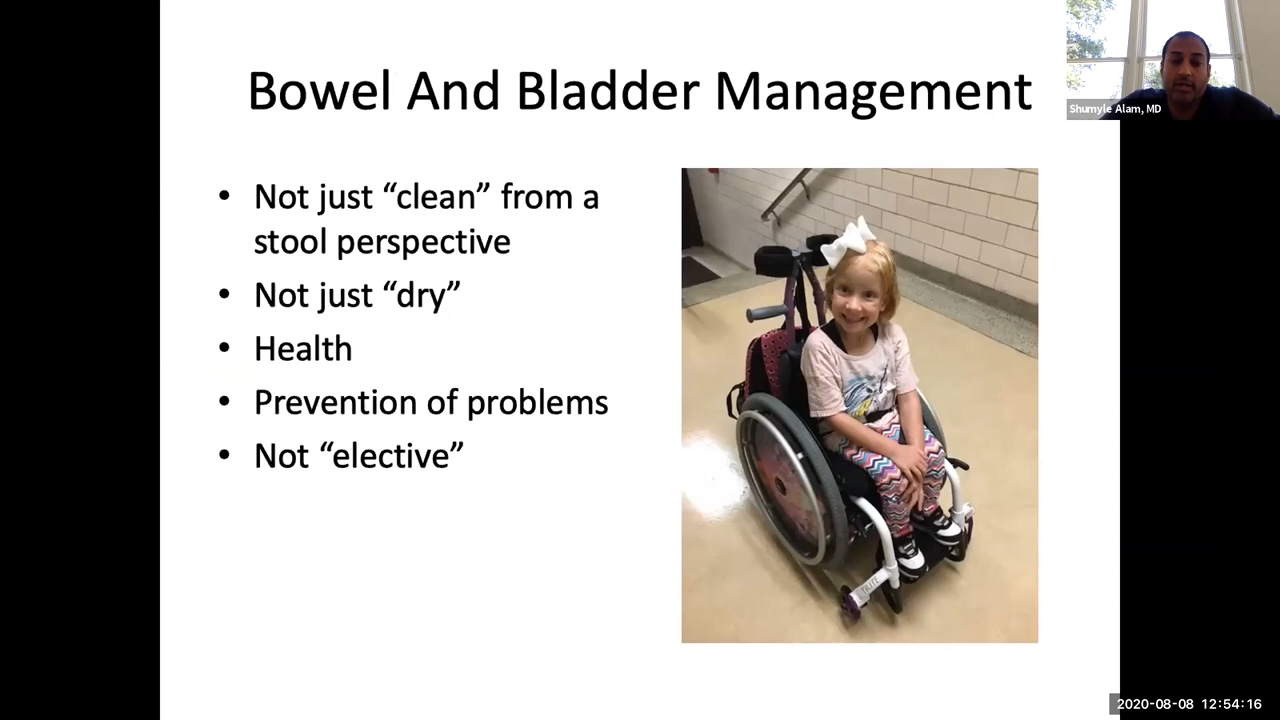 Bowel And Bladder Management
• Not just “clean” from a
stool perspective
• Not just “dry”
• Health
• Prevention of problems
• Not “elective”
Shumyle Alam, MD
2020-08-08 12:54:16